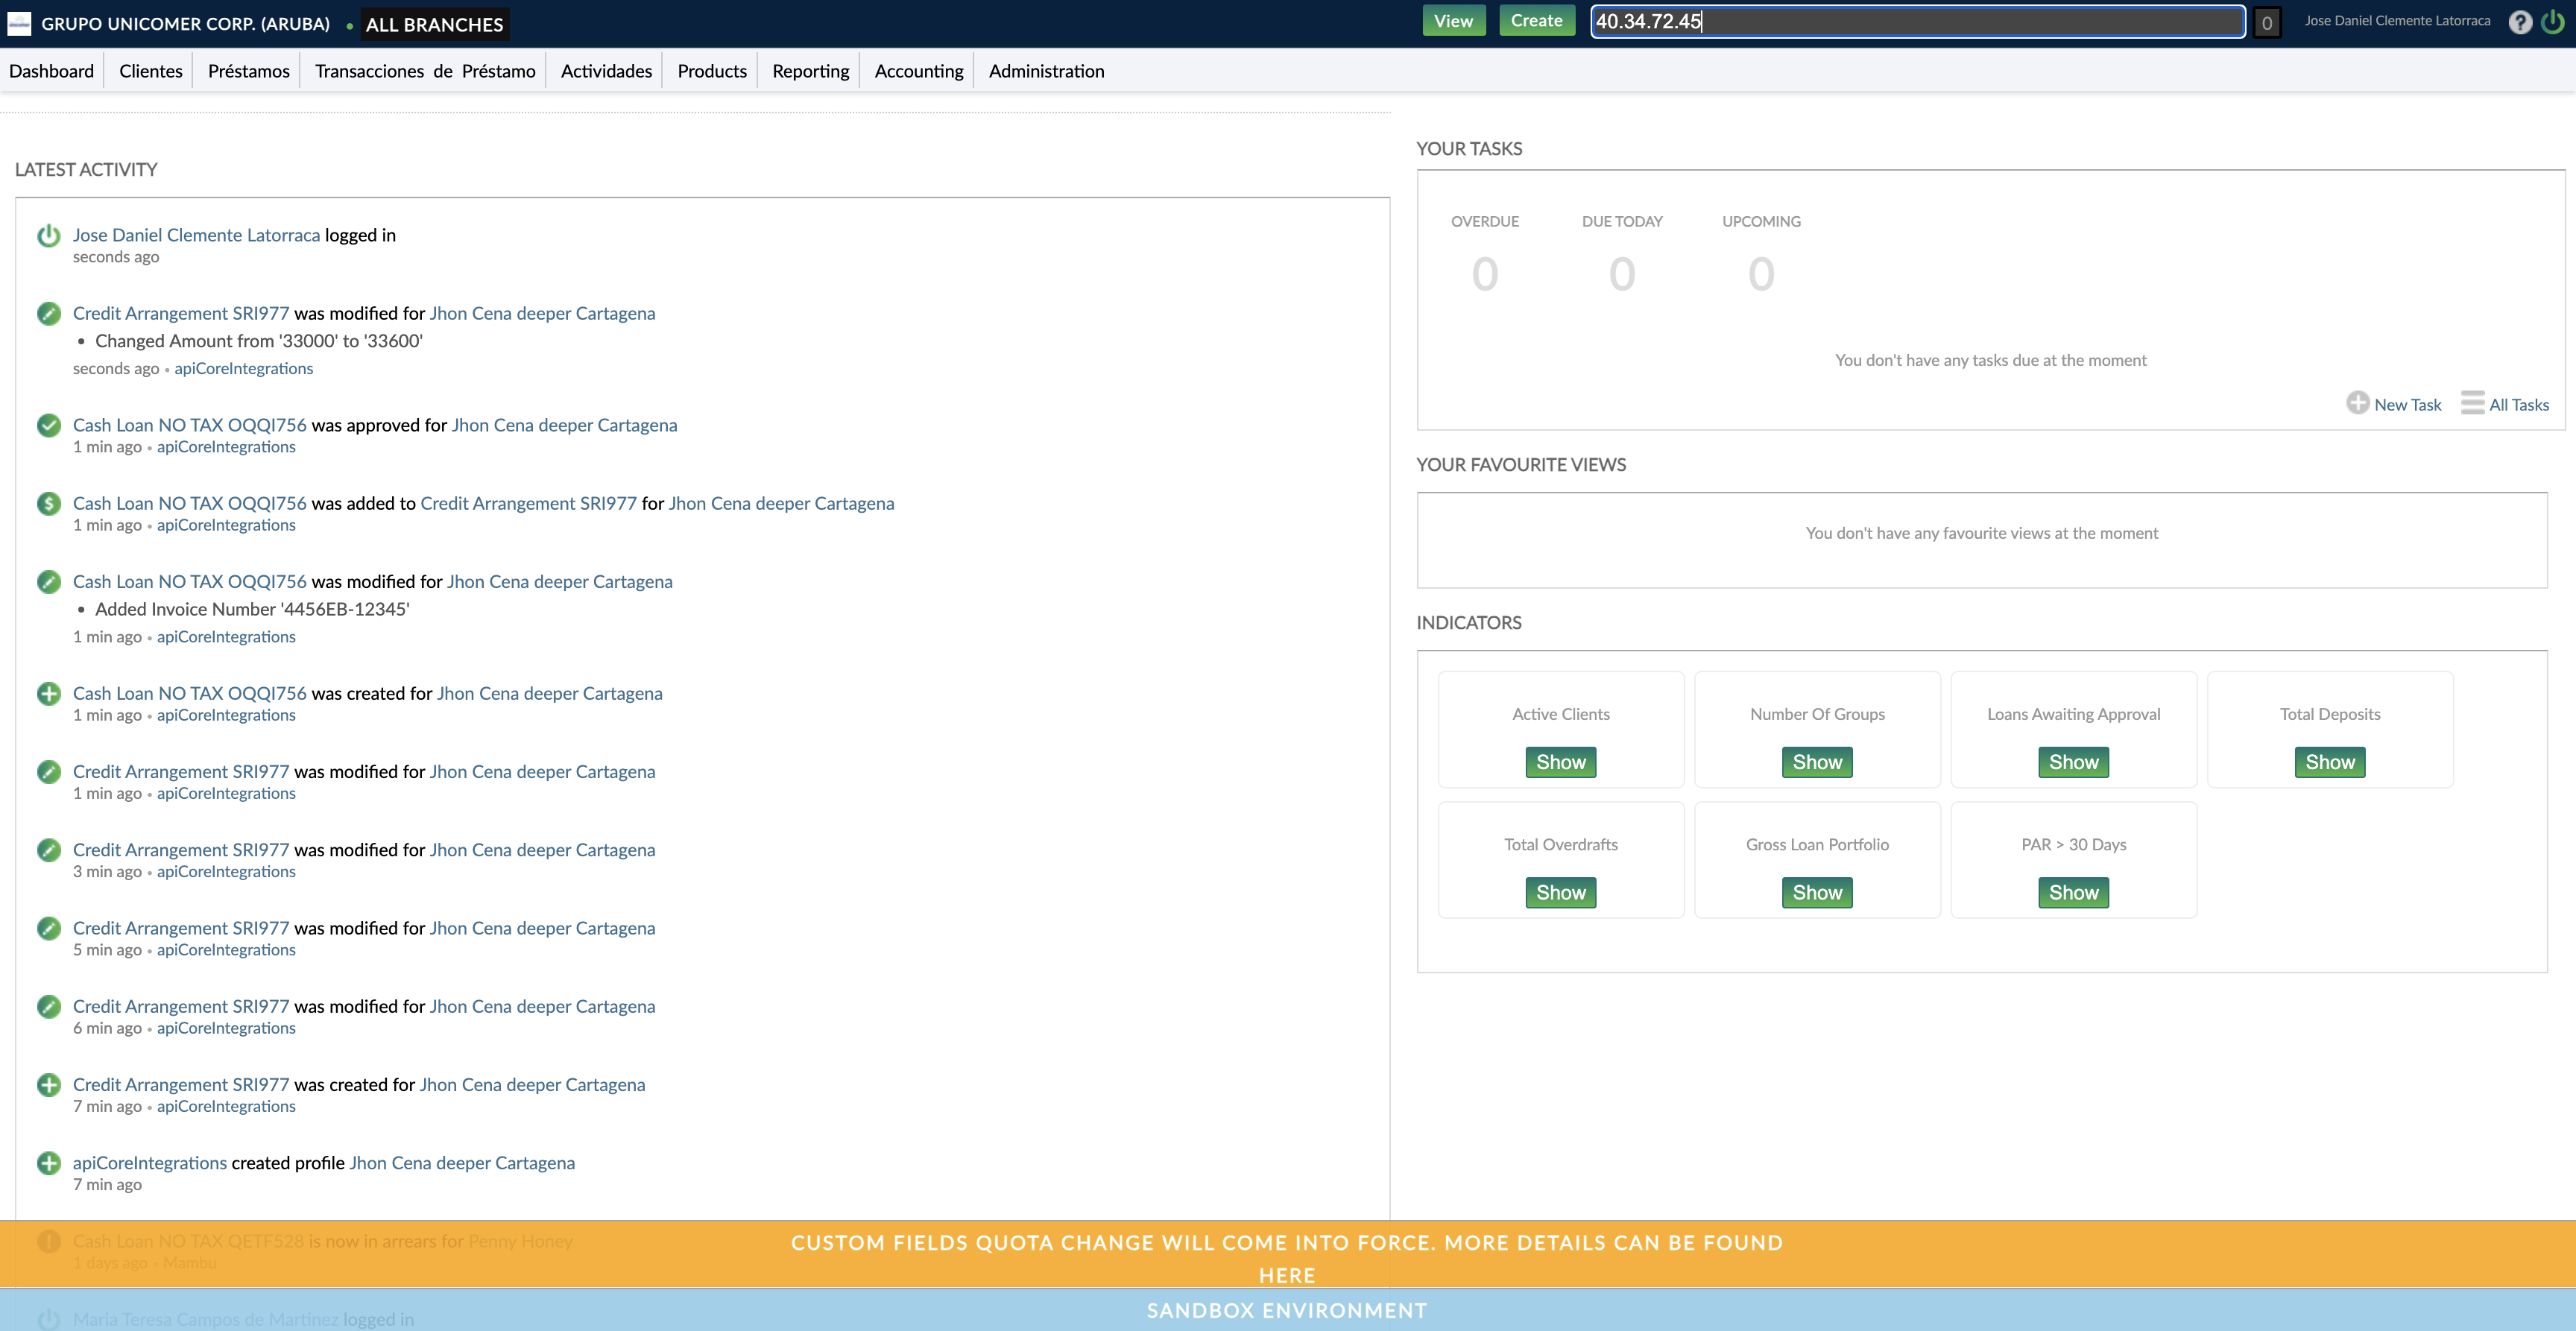 GRUPO UNICOMER CORP. (ARUBA) • ALL BRANCHES
View Create 40.34.72.45 0 Jose Daniel Clemente Latorraca ?
Dashboard Clientes Préstamos Transacciones de Préstamo Actividades Products Reporting Accounting Administration
LATEST ACTIVITY
Jose Daniel Clemente Latorraca logged in
seconds ago
Credit Arrangement SRI977 was modified for Jhon Cena deeper Cartagena
• Changed Amount from '33000' to '33600'
seconds ago • apiCoreIntegrations
Cash Loan NO TAX OQQI756 was approved for Jhon Cena deeper Cartagena
1 min ago • apiCoreIntegrations
Cash Loan NO TAX OQQI756 was added to Credit Arrangement SRI977 for Jhon Cena deeper Cartagena
1 min ago • apiCoreIntegrations
Cash Loan NO TAX OQQI756 was modified for Jhon Cena deeper Cartagena
• Added Invoice Number '4456EB-12345'
1 min ago • apiCoreIntegrations
Cash Loan NO TAX OQQI756 was created for Jhon Cena deeper Cartagena
1 min ago • apiCoreIntegrations
Credit Arrangement SRI977 was modified for Jhon Cena deeper Cartagena
1 min ago • apiCoreIntegrations
Credit Arrangement SRI977 was modified for Jhon Cena deeper Cartagena
3 min ago • apiCoreIntegrations
Credit Arrangement SRI977 was modified for Jhon Cena deeper Cartagena
5 min ago • apiCoreIntegrations
Credit Arrangement SRI977 was modified for Jhon Cena deeper Cartagena
6 min ago • apiCoreIntegrations
Credit Arrangement SRI977 was created for Jhon Cena deeper Cartagena
7 min ago • apiCoreIntegrations
apiCoreIntegrations created profile Jhon Cena deeper Cartagena
7 min ago
Cash Loan NO TAX QETF528 is now in arrears for Penny Honey
1 days ago • Mambu
Maria Teresa Campos de Martinez logged in
YOUR TASKS
OVERDUE DUE TODAY UPCOMING
0 0 0
You don't have any tasks due at the moment
New Task All Tasks
YOUR FAVOURITE VIEWS
You don't have any favourite views at the moment
INDICATORS
Active Clients Number Of Groups Loans Awaiting Approval Total Deposits
Show Show Show Show
Total Overdrafts Gross Loan Portfolio PAR > 30 Days
Show Show Show
CUSTOM FIELDS QUOTA CHANGE WILL COME INTO FORCE. MORE DETAILS CAN BE FOUND
HERE
SANDBOX ENVIRONMENT